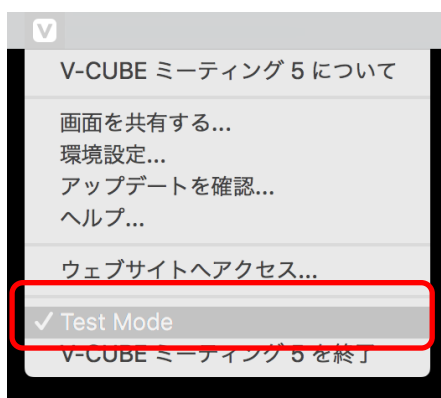 V
V-CUBE ミーティング 5 について
画面を共有する...
環境設定...
アップデートを確認...
ヘルプ...
ウェブサイトへアクセス...
✓ Test Mode
V-CUBE ミーティング 5 を終了